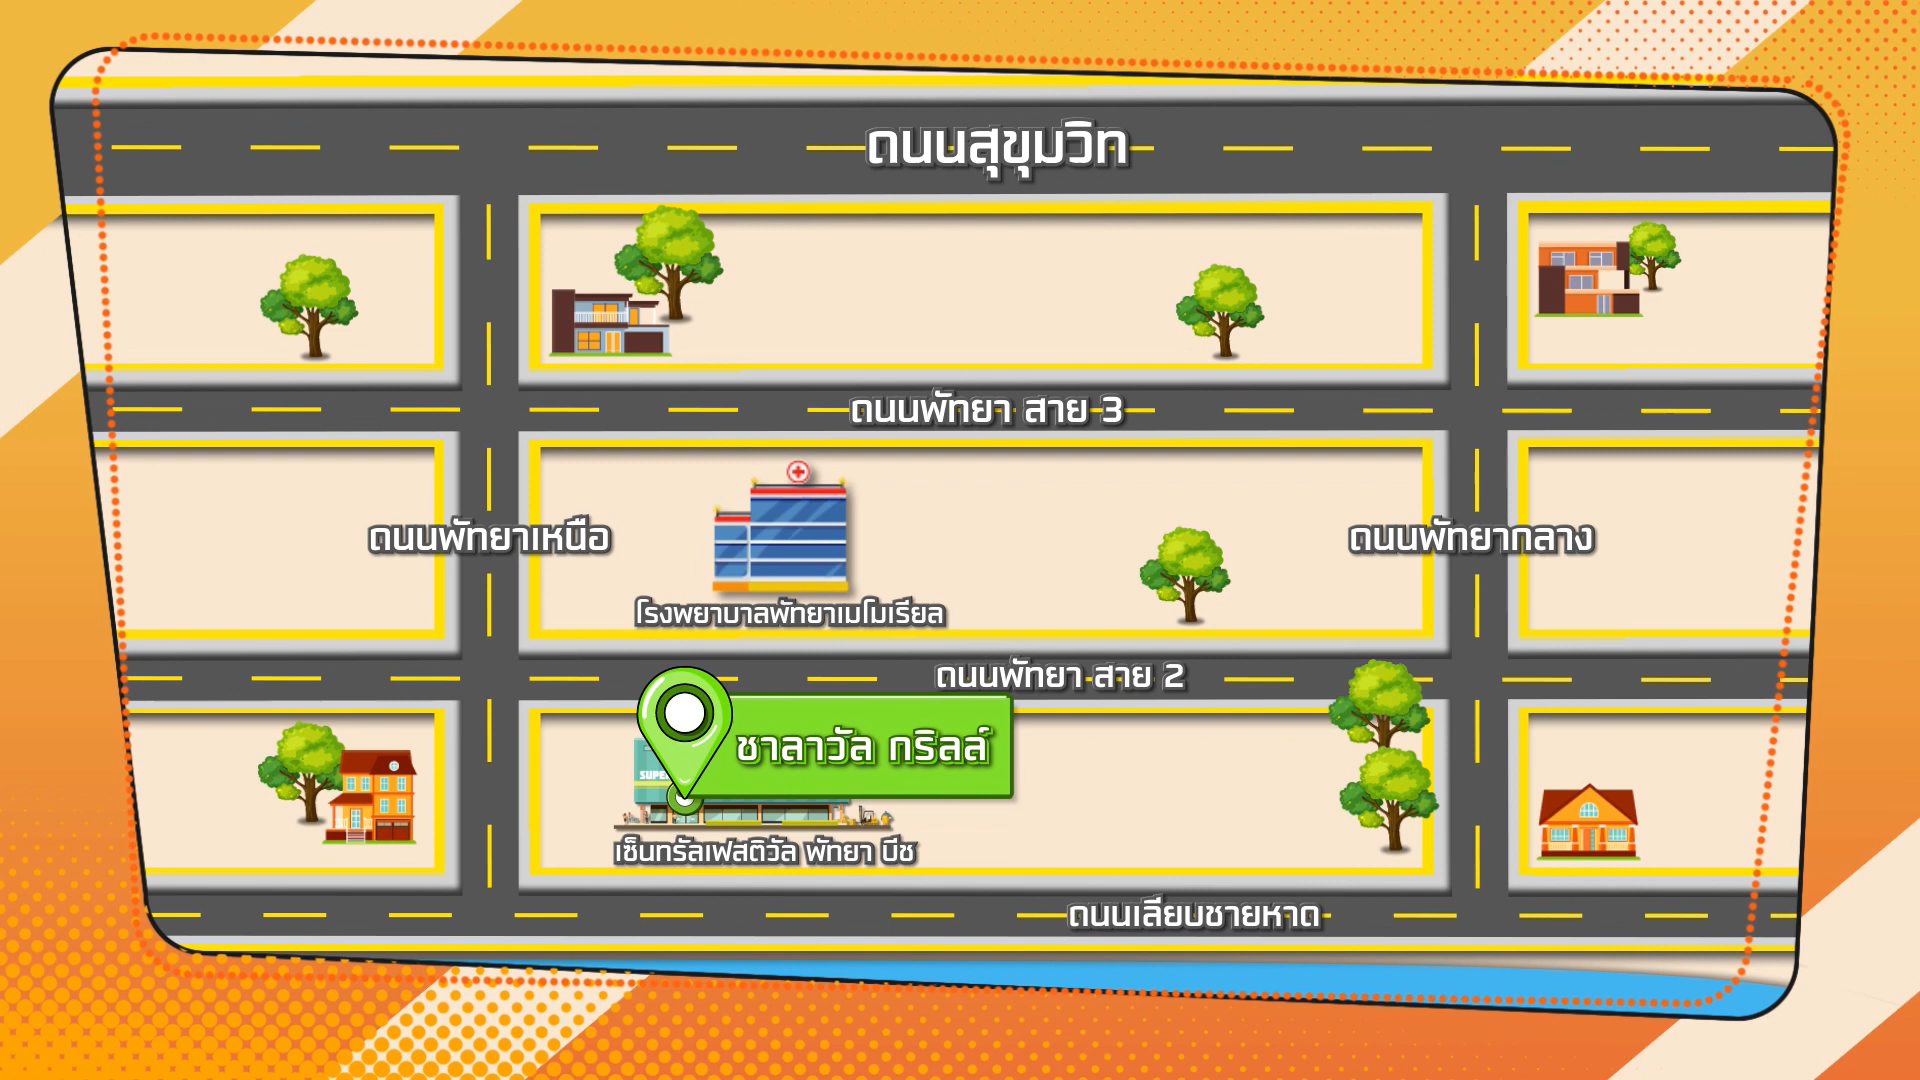 ถนนสุขุมวิท
ถนนพัทยา สาย 3
ถนนพัทยาเหนือ
ถนนพัทยากลาง
โรงพยาบาลพัทยาเมโมเรียล
ถนนพัทยา สาย 2
ชาลาวัล กริลล์
เซ็นทรัลเฟสติวัล พัทยา บีช
ถนนเลียบชายหาด